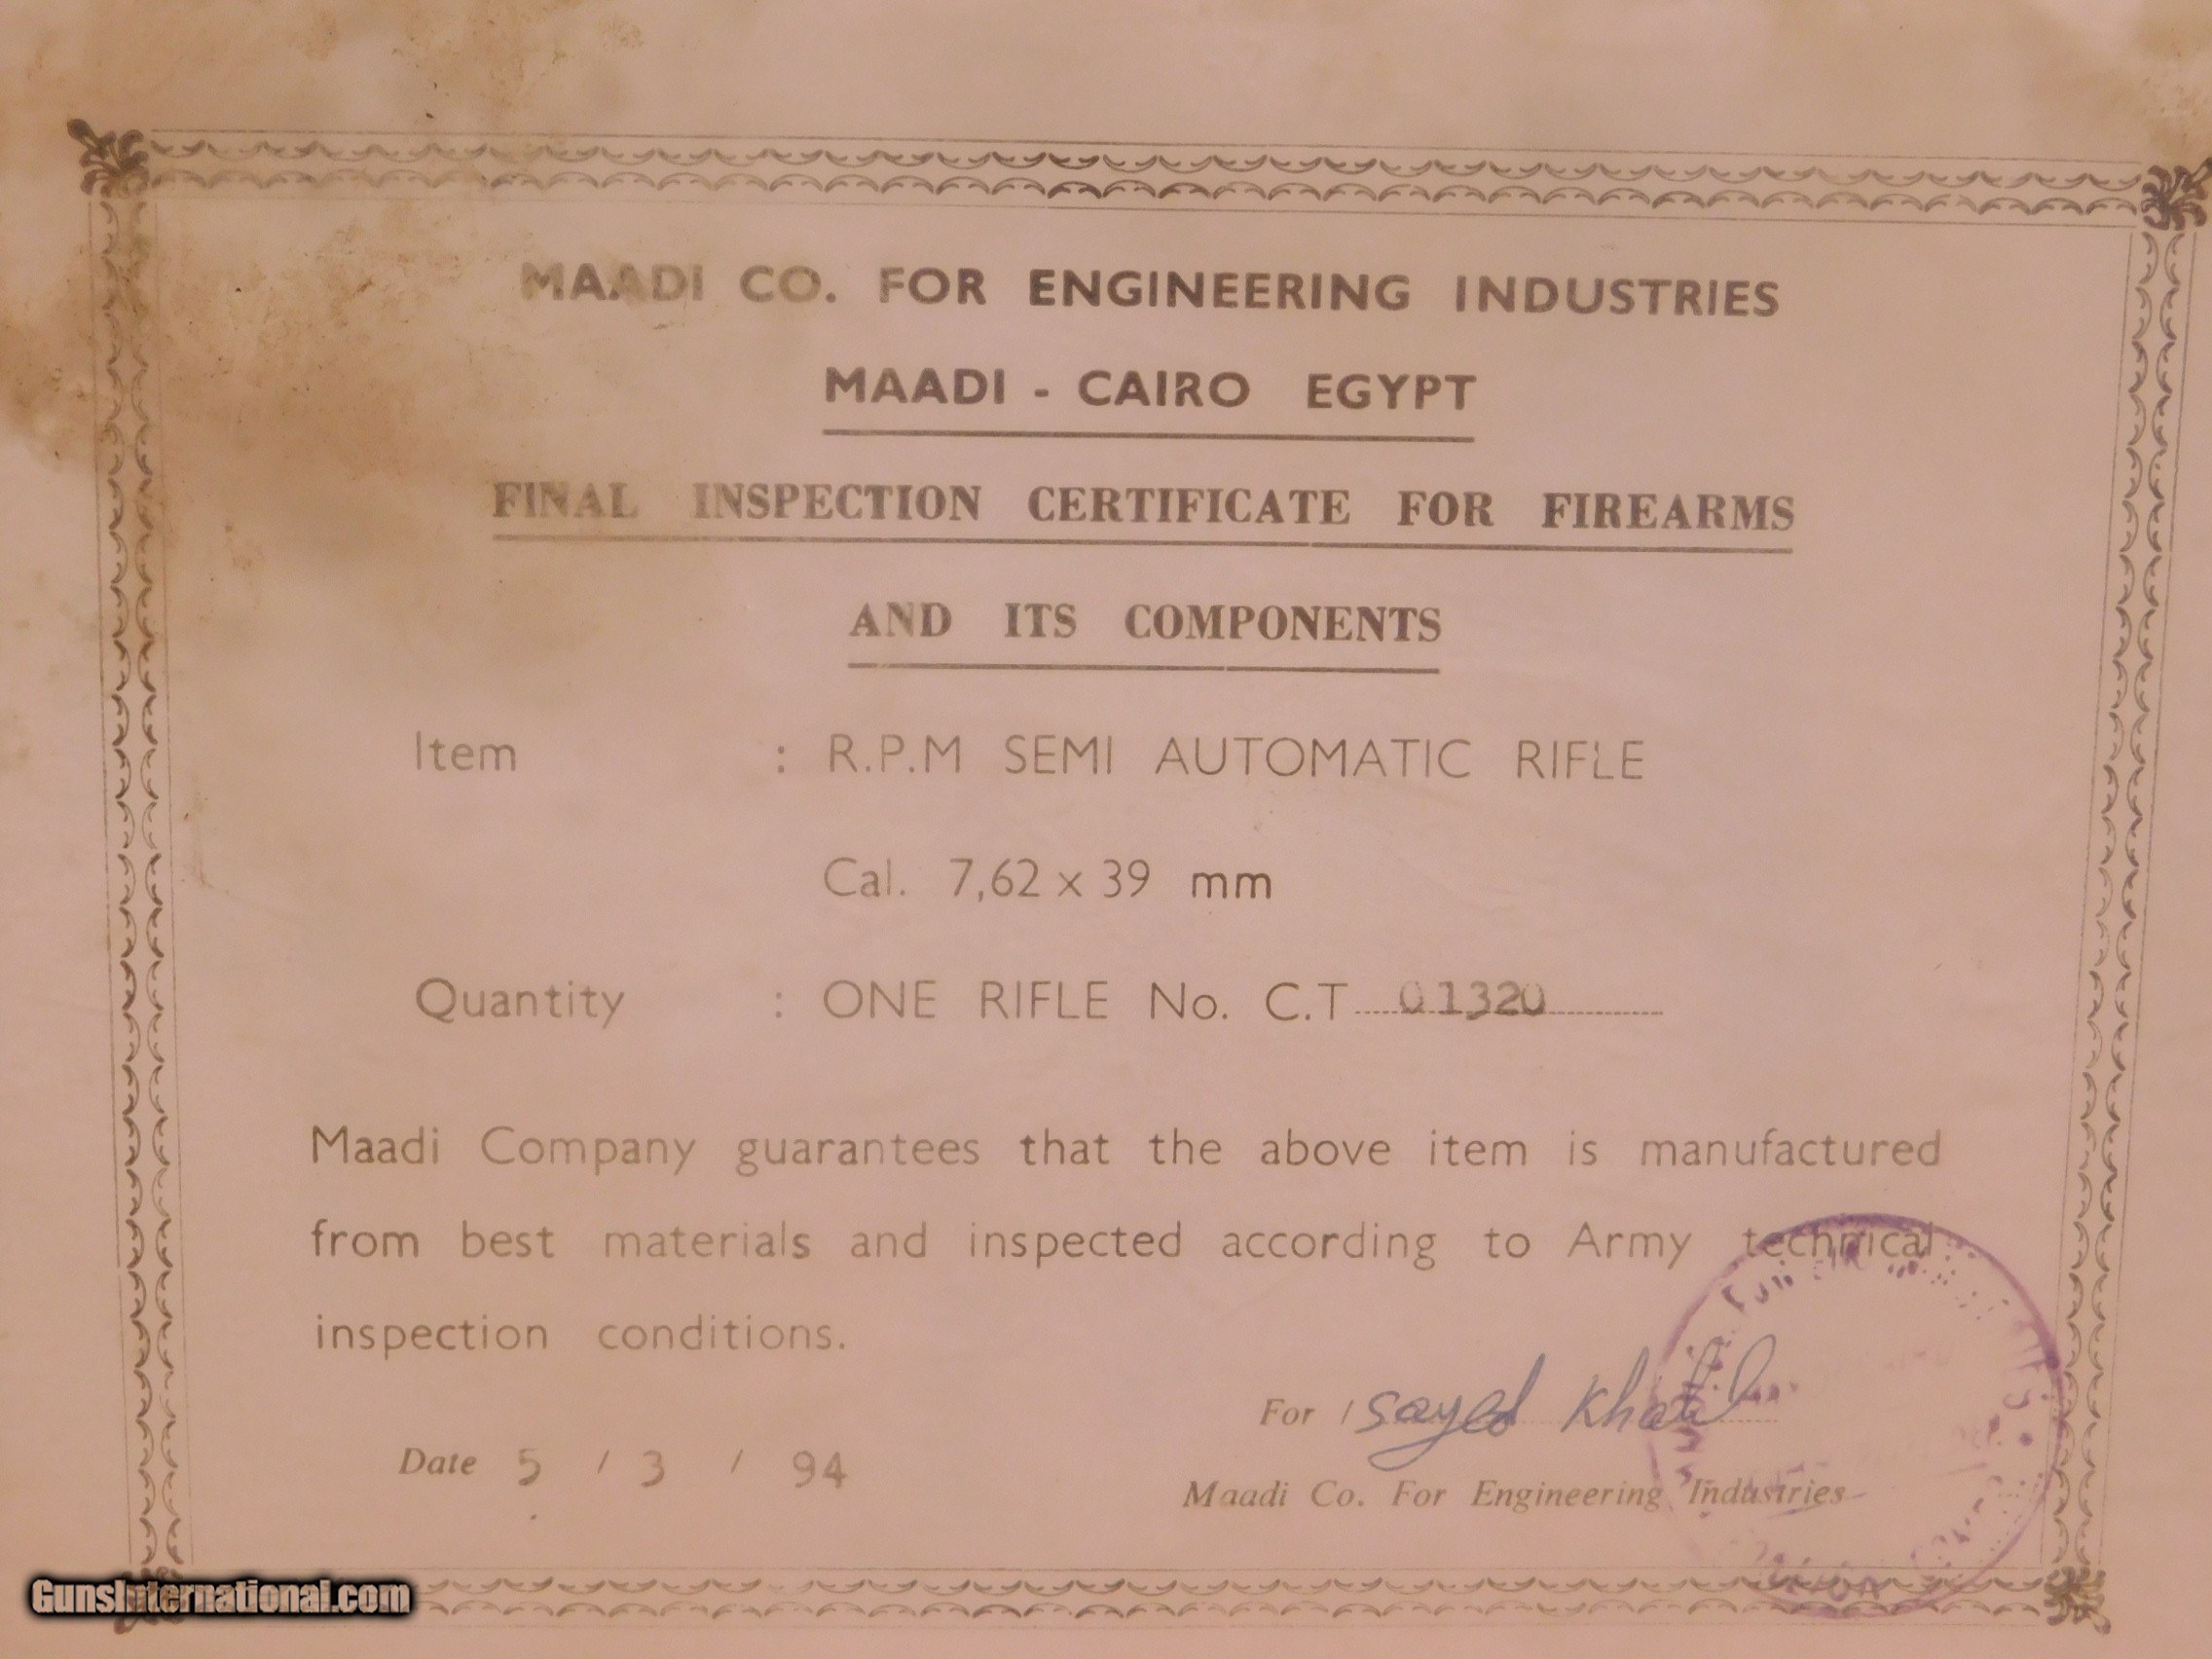 MAADI CO. FOR ENGINEERING INDUSTRIES
MAADI - CAIRO EGYPT
FINAL INSPECTION CERTIFICATE FOR FIREARMS
AND ITS COMPONENTS
Item : R.P.M SEMI AUTOMATIC RIFLE
Cal. 7,62 x 39 mm
Quantity : ONE RIFLE No. C.T 01320
Maadi Company guarantees that the above item is manufactured
from best materials and inspected according to Army technical
inspection conditions.
For / Sayed Khalil
Date 5 / 3 / 94
Maadi Co. For Engineering Industries
GunsInternational.com